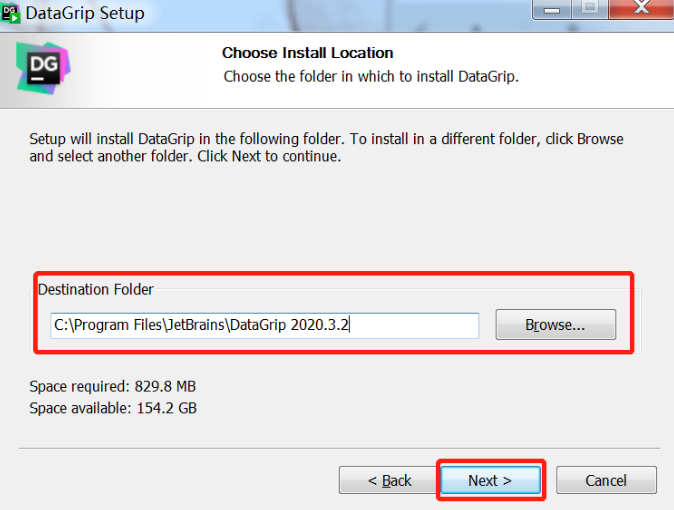 DG
DataGrip Setup
Choose Install Location
Choose the folder in which to install DataGrip.
DG
Setup will install DataGrip in the following folder. To install in a different folder, click Browse
and select another folder. Click Next to continue.
Destination Folder
C:\Program Files\JetBrains\DataGrip 2020.3.2
Browse...
Space required: 829.8 MB
Space available: 154.2 GB
< Back
Next >
Cancel